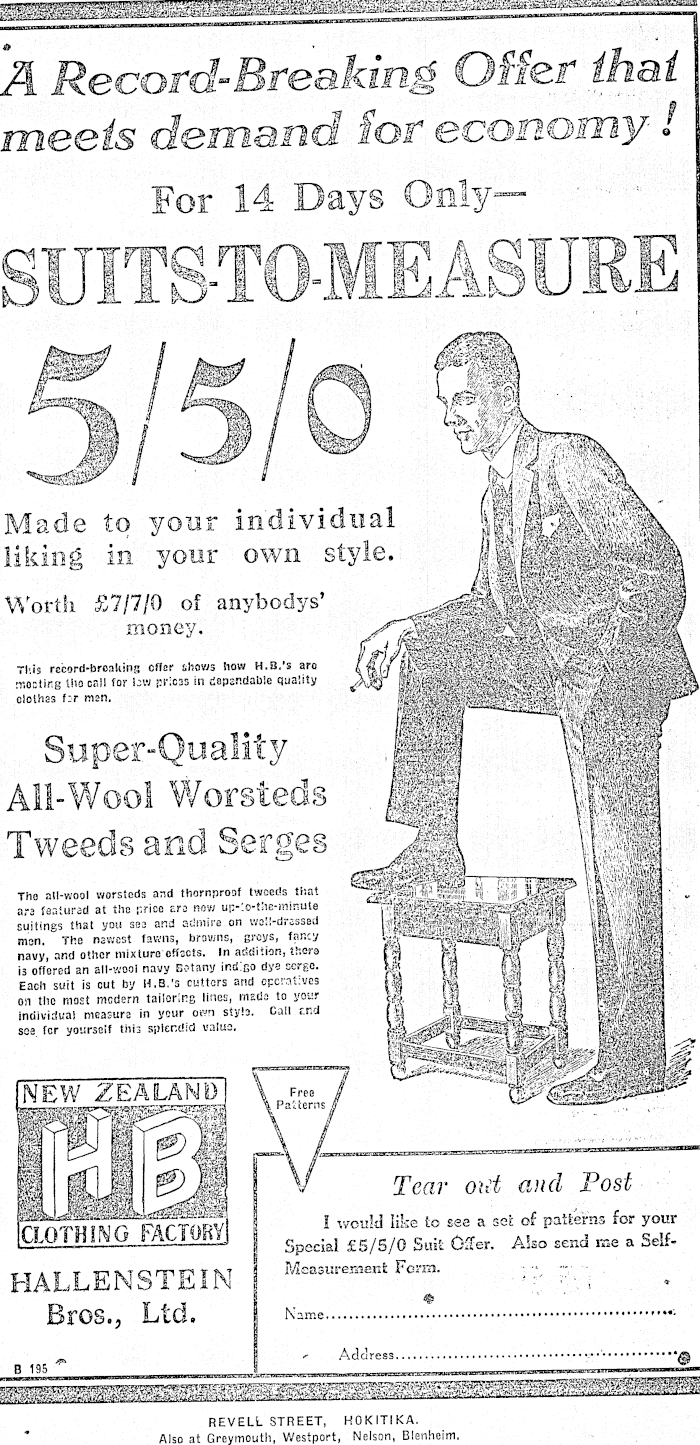 A Record-Breaking Offer that
meets demand for economy!
For 14 Days Only—
SUITS-TO-MEASURE
5/5/0
Made to your individual
liking in your own style.
Worth £7/7/0 of anybodys'
money.
This record-breaking offer shows how H.B.'s are
meeting the call for low prices in dependable quality
clothes for men.
Super-Quality
All-Wool Worsteds
Tweeds and Serges
The all-wool worsteds and thornproof tweeds that
are featured at the price are new up-to-the-minute
suitings that you see and admire on well-dressed
men. The newest fawns, browns, greys, fancy
navy, and other mixture effects. In addition, there
is offered an all-wool navy Botany indigo dye serge.
Each suit is cut by H.B.'s cutters and operatives
on the most modern tailoring lines, made to your
individual measure in your own style. Call and
see for yourself this splendid value.
NEW ZEALAND
HB
CLOTHING FACTORY
HALLENSTEIN
Bros., Ltd.
B 195
Free
Patterns
Tear out and Post
I would like to see a set of patterns for your
Special £5/5/0 Suit Offer. Also send me a Self-
Measurement Form.
Name
Address
REVELL STREET, HOKITIKA.
Also at Greymouth, Westport, Nelson, Blenheim.